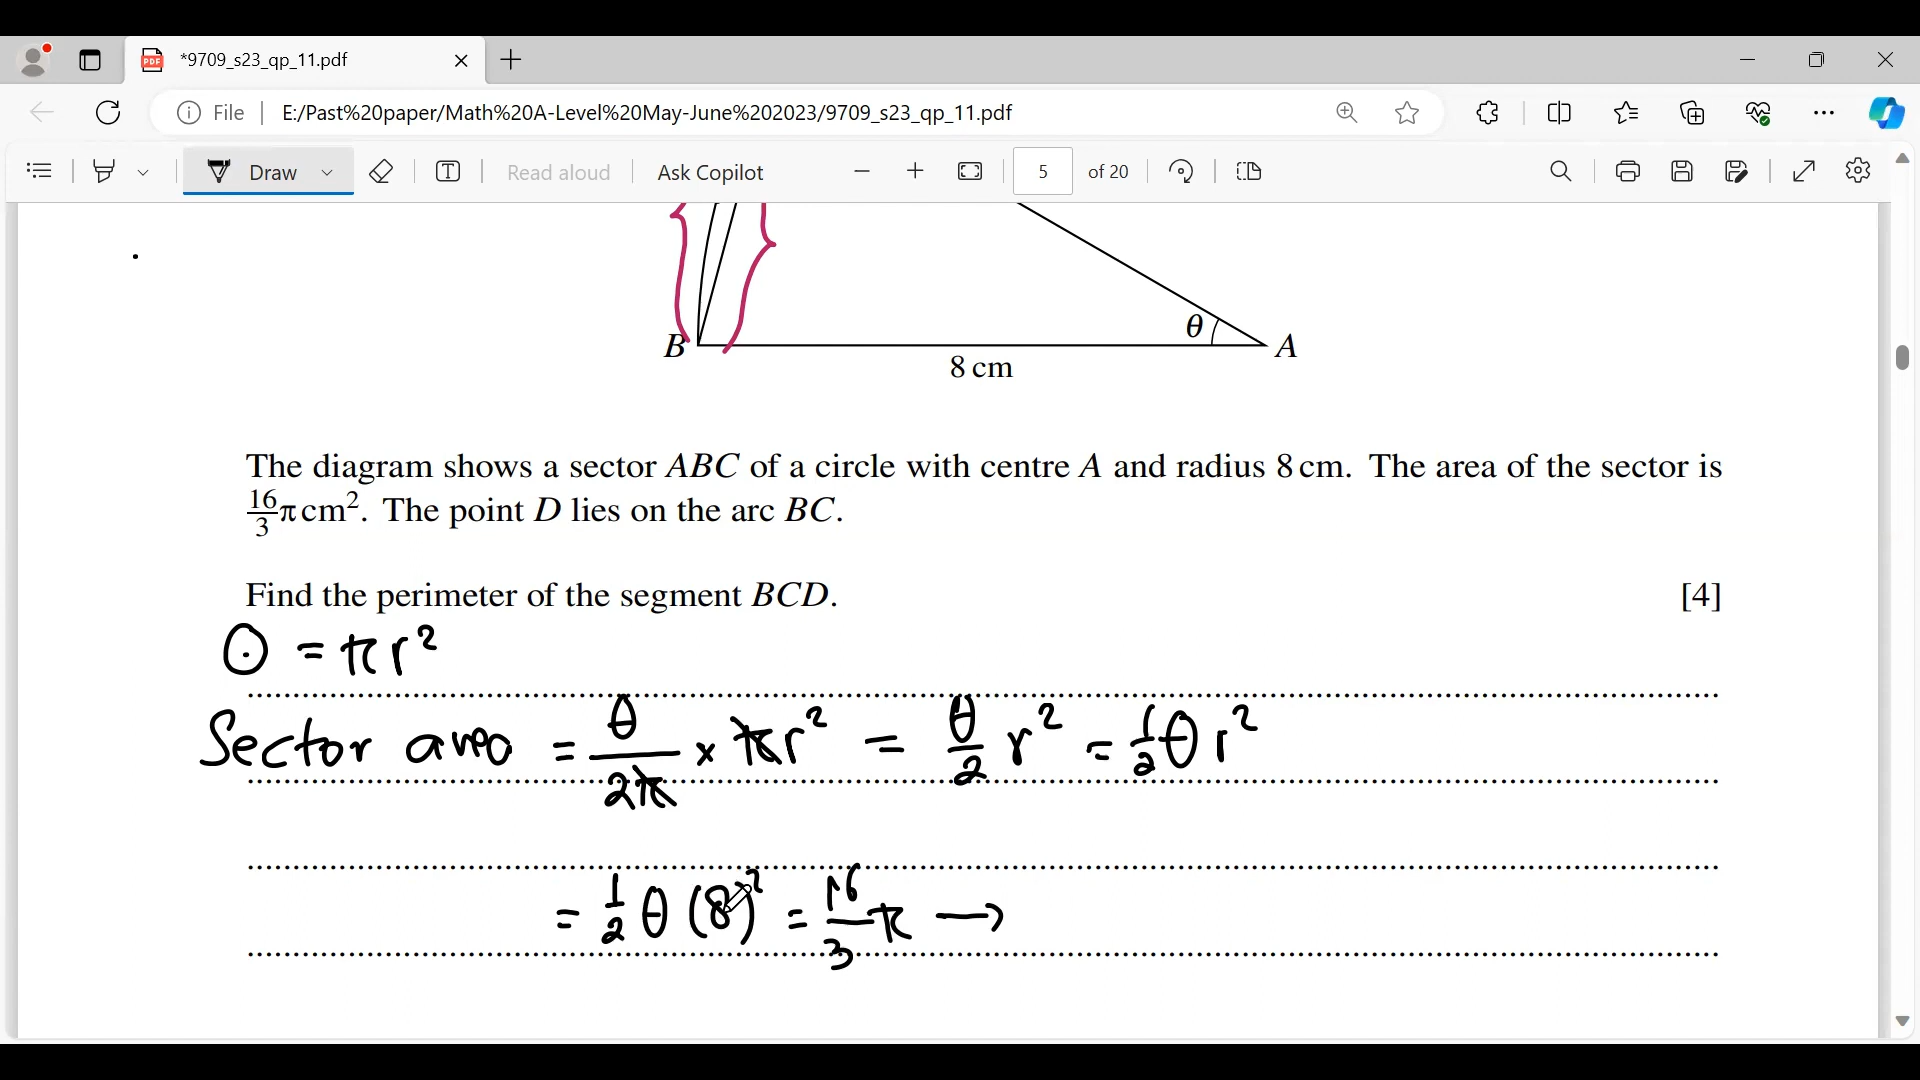 *9709_s23_qp_11.pdf
File E:/Past%20paper/Math%20A-Level%20May-June%202023/9709_s23_qp_11.pdf
Draw T Read aloud Ask Copilot 5 of 20
θ
B A
8 cm
The diagram shows a sector ABC of a circle with centre A and radius 8 cm. The area of the sector is
16/3 π cm². The point D lies on the arc BC.
Find the perimeter of the segment BCD. [4]
⊙ = πr²
Sector area = θ/2π × πr² = θ/2 r² = 1/2 θ r²
= 1/2 θ (8)² = 16/3 π →